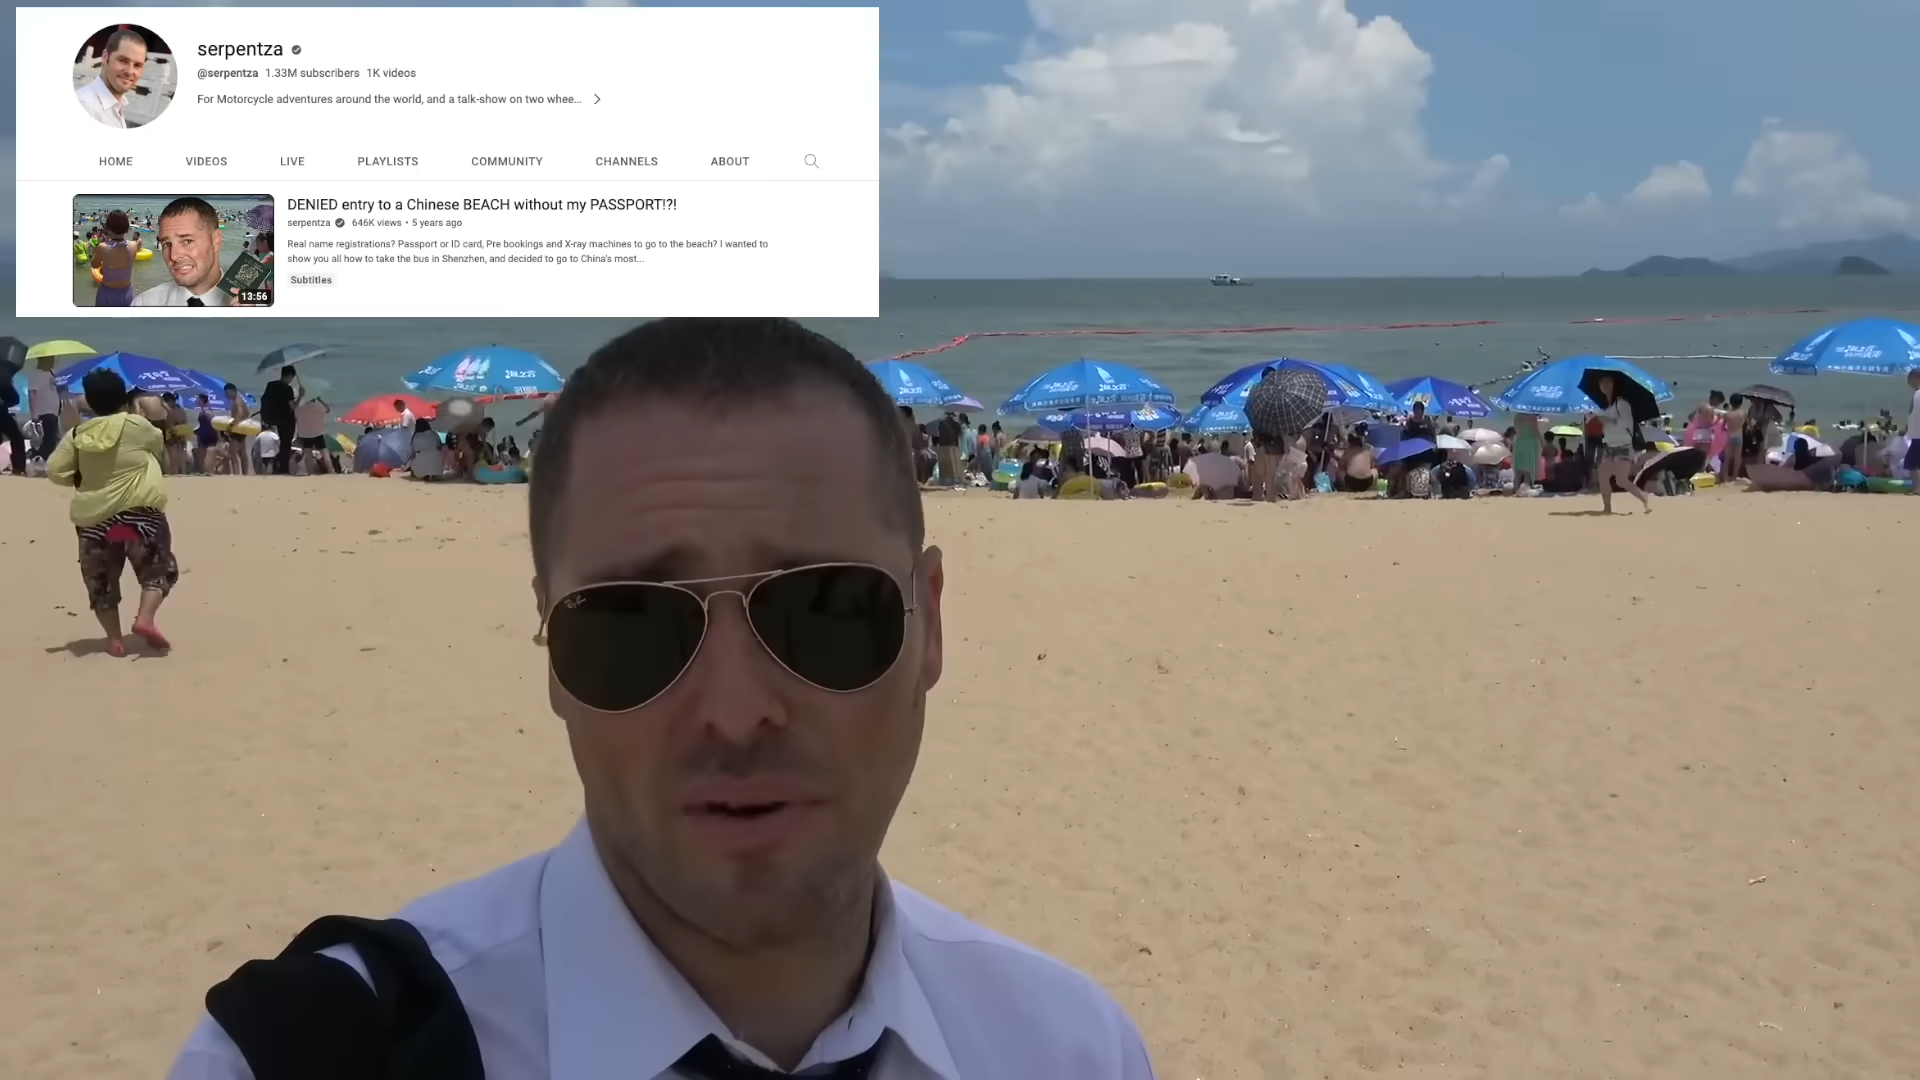 serpentza
@serpentza 1.33M subscribers 1K videos
For Motorcycle adventures around the world, and a talk-show on two whee...
HOME VIDEOS LIVE PLAYLISTS COMMUNITY CHANNELS ABOUT
DENIED entry to a Chinese BEACH without my PASSPORT!?!
serpentza 646K views • 5 years ago
Real name registrations? Passport or ID card, Pre bookings and X-ray machines to go to the beach? I wanted to
show you all how to take the bus in Shenzhen, and decided to go to China's most...
Subtitles
13:56
Ray-Ban